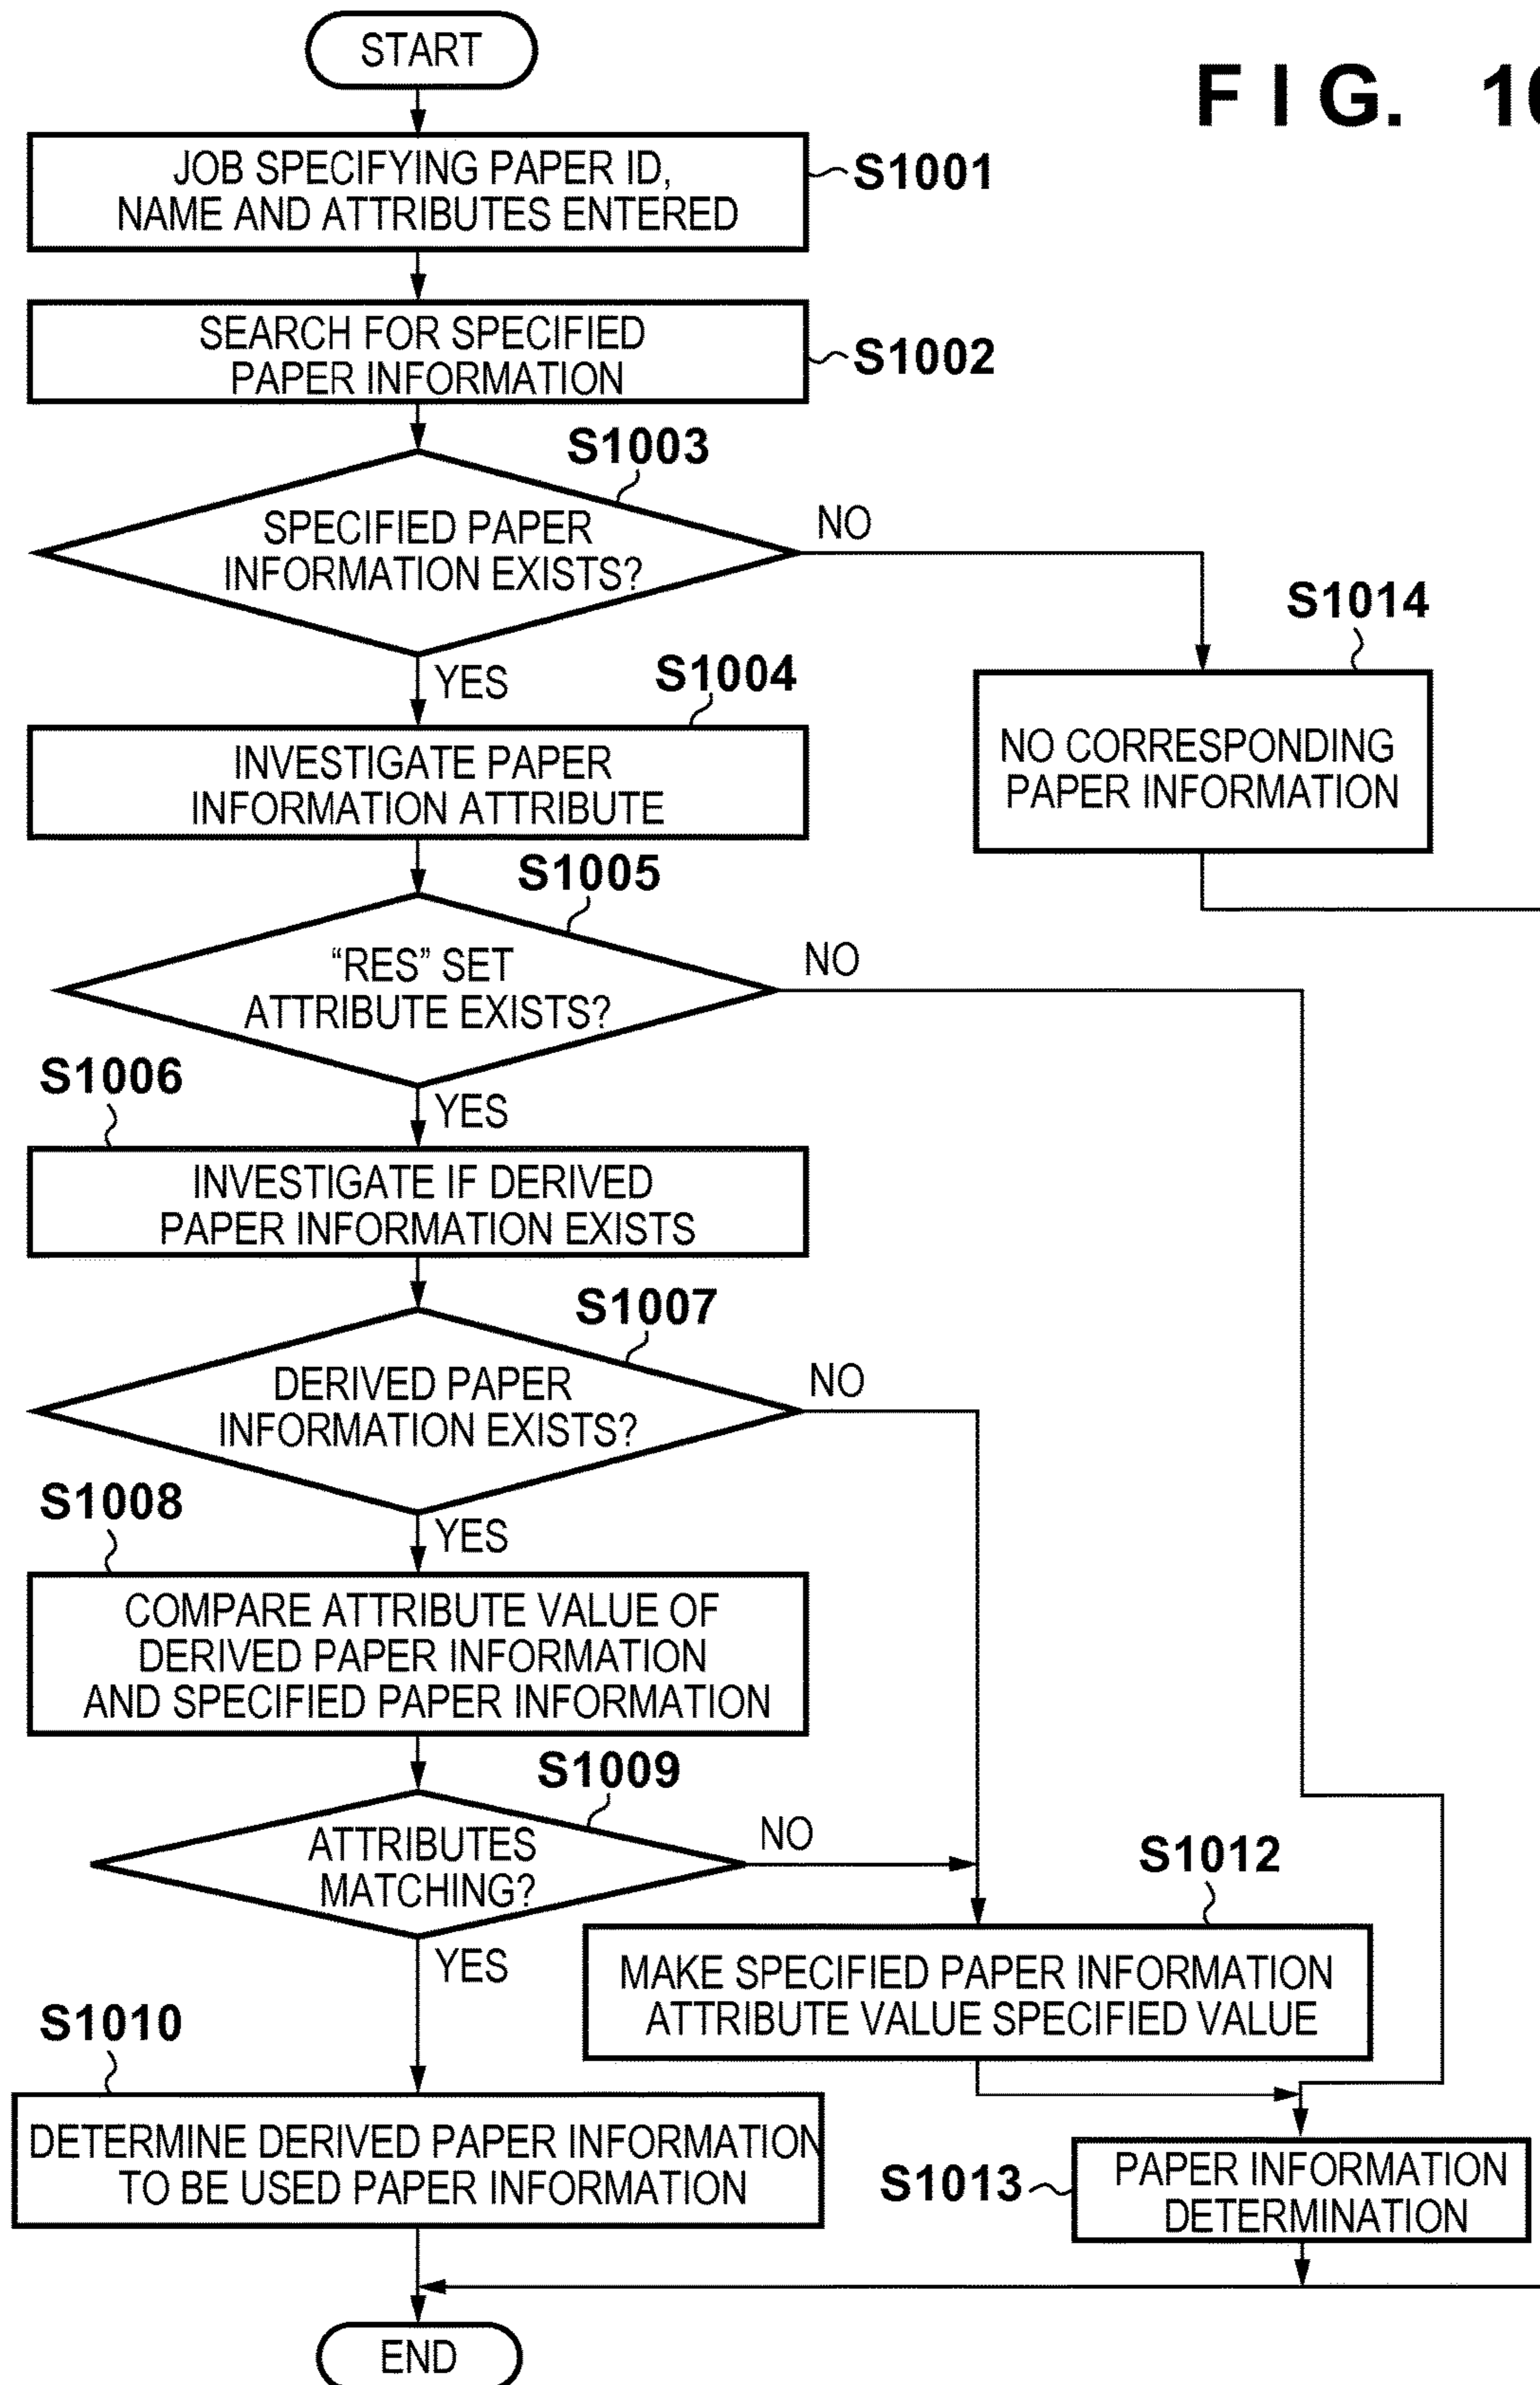 START
FIG. 10
JOB SPECIFYING PAPER ID,
NAME AND ATTRIBUTES ENTERED
S1001
SEARCH FOR SPECIFIED
PAPER INFORMATION
S1002
S1003
SPECIFIED PAPER
INFORMATION EXISTS?
NO
YES
S1014
NO CORRESPONDING
PAPER INFORMATION
S1004
INVESTIGATE PAPER
INFORMATION ATTRIBUTE
S1005
“RES” SET
ATTRIBUTE EXISTS?
NO
YES
S1006
INVESTIGATE IF DERIVED
PAPER INFORMATION EXISTS
S1007
DERIVED PAPER
INFORMATION EXISTS?
NO
YES
S1008
COMPARE ATTRIBUTE VALUE OF
DERIVED PAPER INFORMATION
AND SPECIFIED PAPER INFORMATION
S1009
ATTRIBUTES
MATCHING?
NO
YES
S1012
MAKE SPECIFIED PAPER INFORMATION
ATTRIBUTE VALUE SPECIFIED VALUE
S1010
DETERMINE DERIVED PAPER INFORMATION
TO BE USED PAPER INFORMATION
S1013
PAPER INFORMATION
DETERMINATION
END